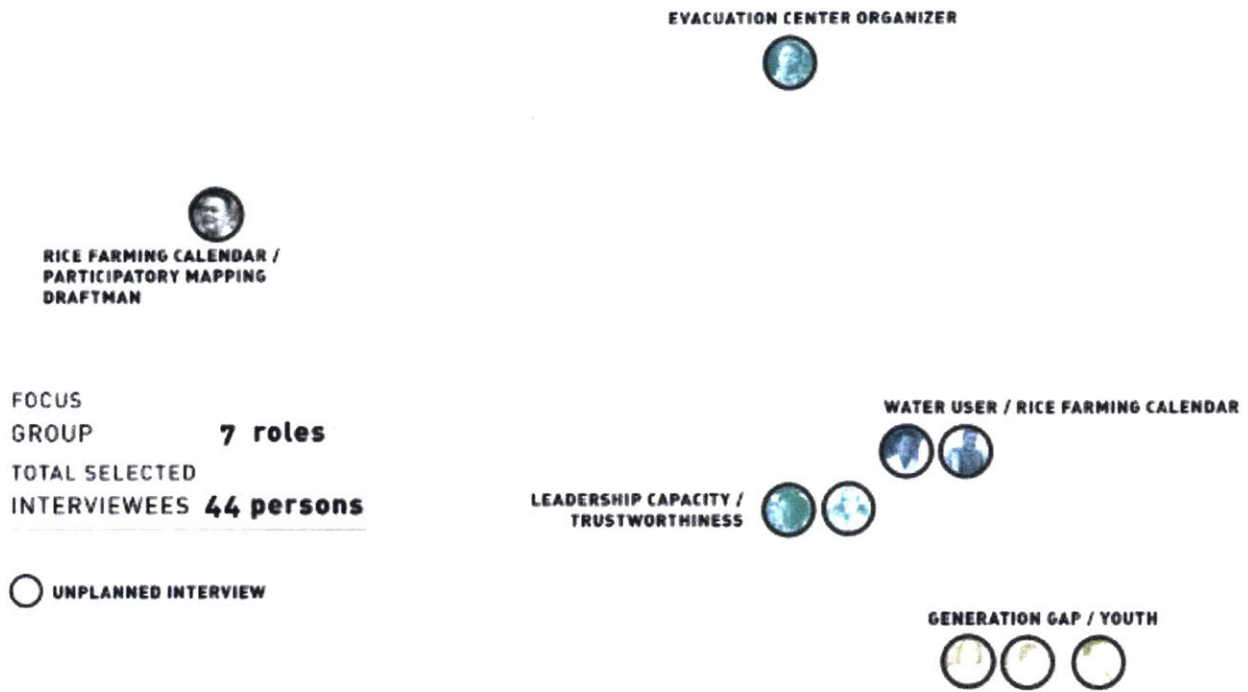 EVACUATION CENTER ORGANIZER
RICE FARMING CALENDAR /
PARTICIPATORY MAPPING
DRAFTMAN
FOCUS
GROUP 7 roles
TOTAL SELECTED
INTERVIEWEES 44 persons
UNPLANNED INTERVIEW
WATER USER / RICE FARMING CALENDAR
LEADERSHIP CAPACITY /
TRUSTWORTHINESS
GENERATION GAP / YOUTH